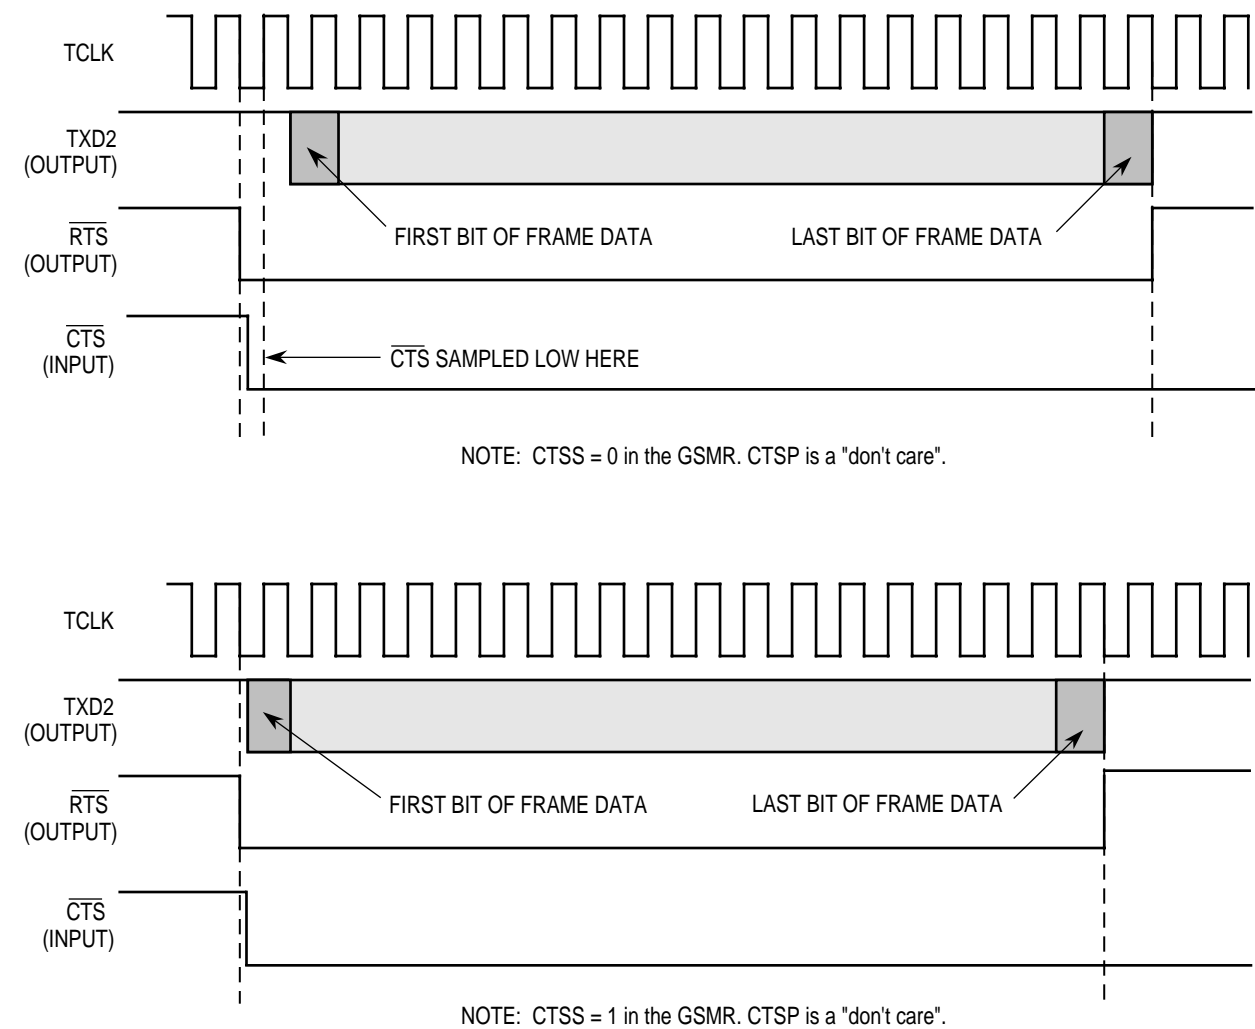 TCLK
TXD2
(OUTPUT)
RTS
(OUTPUT)
FIRST BIT OF FRAME DATA
LAST BIT OF FRAME DATA
CTS
(INPUT)
CTS SAMPLED LOW HERE
NOTE: CTSS = 0 in the GSMR. CTSP is a "don't care".
TCLK
TXD2
(OUTPUT)
RTS
(OUTPUT)
FIRST BIT OF FRAME DATA
LAST BIT OF FRAME DATA
CTS
(INPUT)
NOTE: CTSS = 1 in the GSMR. CTSP is a "don't care".